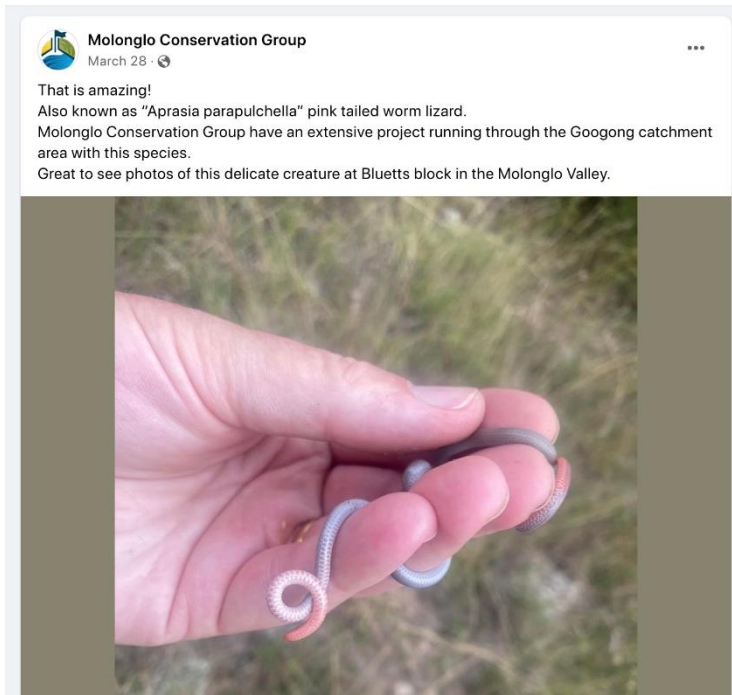 Molonglo Conservation Group
March 28 ·
That is amazing!
Also known as “Aprasia parapulchella” pink tailed worm lizard.
Molonglo Conservation Group have an extensive project running through the Googong catchment
area with this species.
Great to see photos of this delicate creature at Bluetts block in the Molonglo Valley.